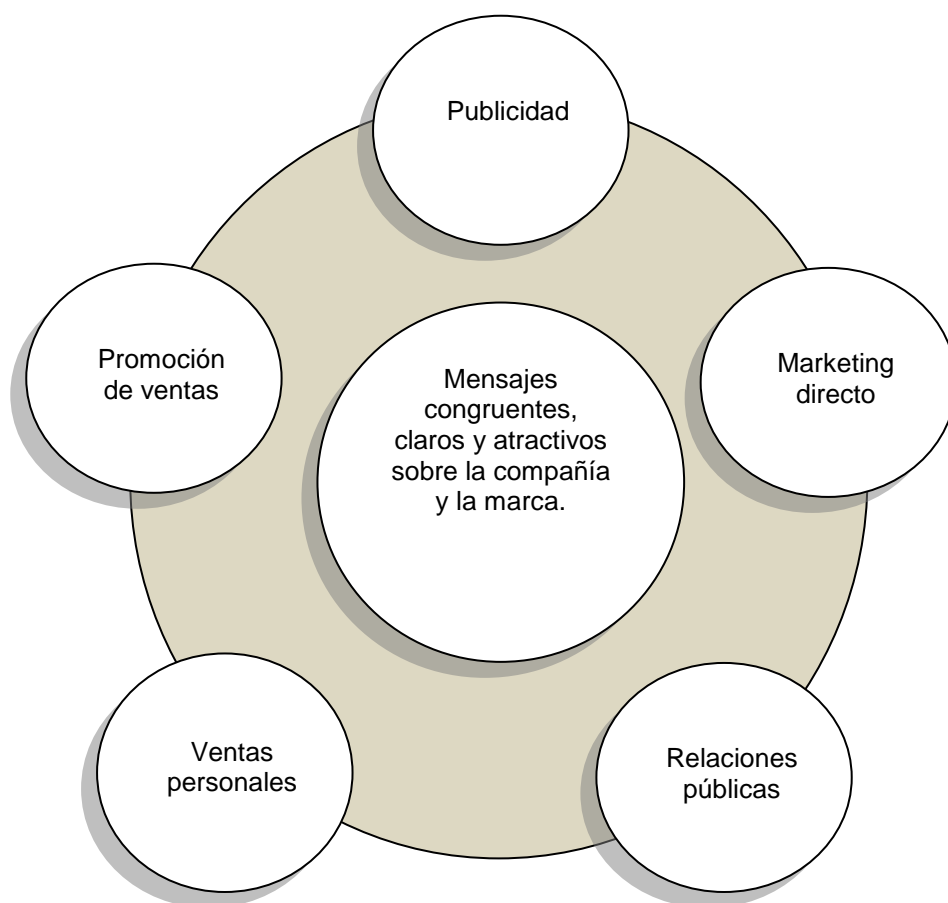 Publicidad
Promoción
de ventas
Marketing
directo
Mensajes
congruentes,
claros y atractivos
sobre la compañía
y la marca.
Ventas
personales
Relaciones
públicas